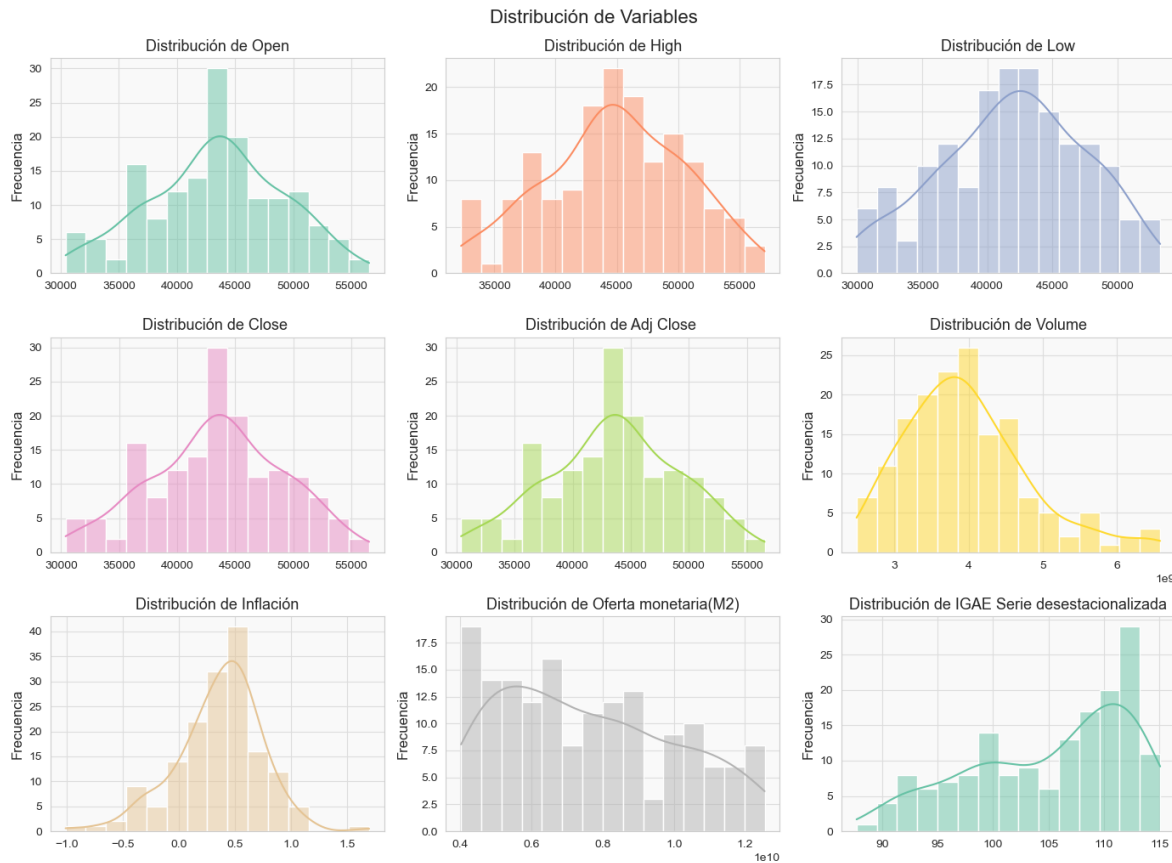 Distribución de Variables
Distribución de Open
Distribución de High
Distribución de Low
Frecuencia
30
25
20
15
10
5
0
30000 35000 40000 45000 50000 55000
Frecuencia
20
15
10
5
0
35000 40000 45000 50000 55000
Frecuencia
17.5
15.0
12.5
10.0
7.5
5.0
2.5
0.0
30000 35000 40000 45000 50000
Distribución de Close
Distribución de Adj Close
Distribución de Volume
Frecuencia
30
25
20
15
10
5
0
30000 35000 40000 45000 50000 55000
Frecuencia
30
25
20
15
10
5
0
30000 35000 40000 45000 50000 55000
Frecuencia
25
20
15
10
5
0
3 4 5 6
1e9
Distribución de Inflación
Distribución de Oferta monetaria(M2)
Distribución de IGAE Serie desestacionalizada
Frecuencia
40
35
30
25
20
15
10
5
0
−1.0 −0.5 0.0 0.5 1.0 1.5
Frecuencia
17.5
15.0
12.5
10.0
7.5
5.0
2.5
0.0
0.4 0.6 0.8 1.0 1.2
1e10
Frecuencia
30
25
20
15
10
5
0
90 95 100 105 110 115